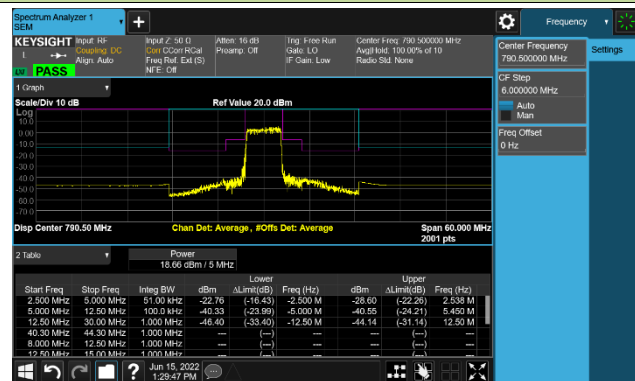 Spectrum Analyzer 1
SEM
Frequency
KEYSIGHT Input: RF
Coupling: DC
Align: Auto
Input Z: 50 Ω
Corr CCorr RCal
Freq Ref: Ext (S)
NFE: Off
Atten: 16 dB
Preamp: Off
Trig: Free Run
Gate: LO
IF Gain: Low
Center Freq: 790.500000 MHz
Avg|Hold: 100.00% of 10
Radio Std: None
L
LV PASS
Center Frequency
790.500000 MHz
Settings
CF Step
6.000000 MHz
Auto
Man
Freq Offset
0 Hz
1 Graph
Scale/Div 10 dB
Ref Value 20.0 dBm
Log
10.0
0.00
-10.0
-20.0
-30.0
-40.0
-50.0
-60.0
-70.0
Disp Center 790.50 MHz
Chan Det: Average , #Offs Det: Average
Span 60.000 MHz
2001 pts
2 Table
Power
18.66 dBm / 5 MHz
Lower Upper
Start Freq Stop Freq Integ BW dBm ΔLimit(dB) Freq (Hz) dBm ΔLimit(dB) Freq (Hz)
2.500 MHz 5.000 MHz 51.00 kHz -22.76 (-16.43) -2.500 M -28.60 (-22.26) 2.538 M
5.000 MHz 12.50 MHz 100.0 kHz -40.33 (-23.99) -5.000 M -40.55 (-24.21) 5.450 M
12.50 MHz 30.00 MHz 1.000 MHz -46.40 (-33.40) -12.50 M -44.14 (-31.14) 12.50 M
40.30 MHz 44.30 MHz 1.000 MHz --- (---) --- (---) ---
8.000 MHz 12.50 MHz 1.000 MHz --- (---) --- --- (---) ---
12.50 MHz 15.00 MHz 1.000 MHz --- (---) --- --- (---) ---
? Jun 15, 2022
1:29:47 PM